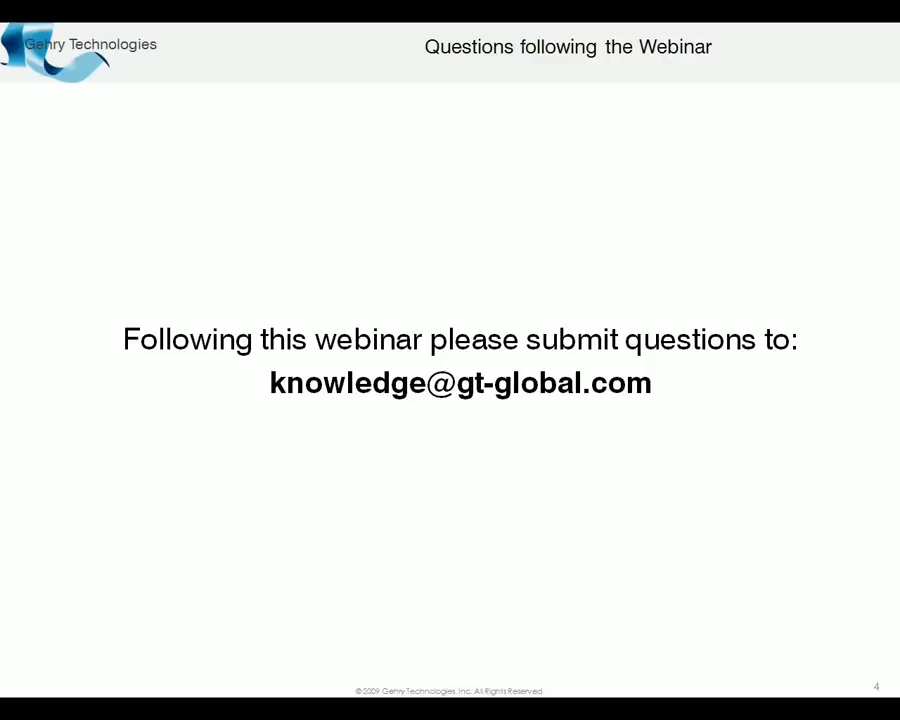 Gehry Technologies
Questions following the Webinar
Following this webinar please submit questions to:
knowledge@gt-global.com
©2009 Gehry Technologies, Inc. All Rights Reserved
4